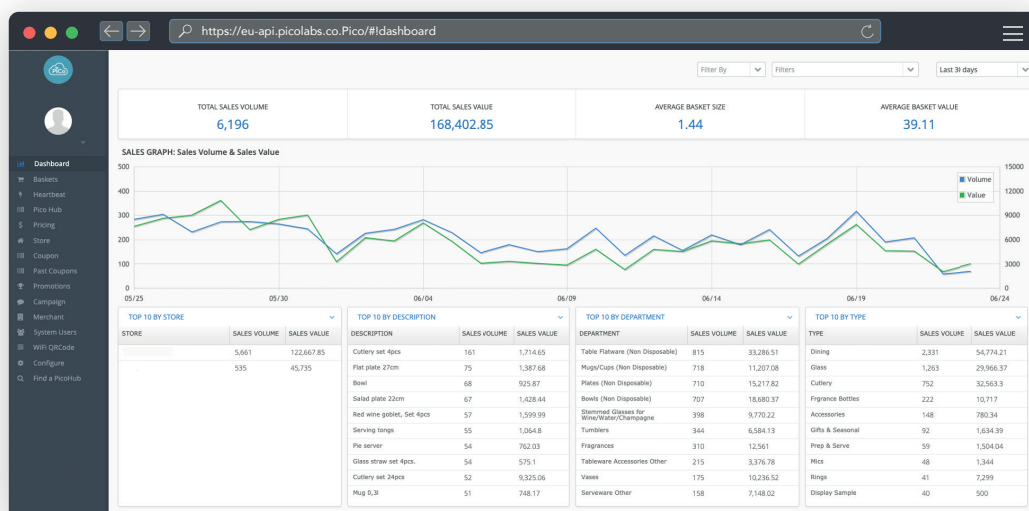 https://eu-api.picolabs.co.Pico/#!dashboard
PiCo
Filter By
Filters
Last 31 days
TOTAL SALES VOLUME
6,196
TOTAL SALES VALUE
168,402.85
AVERAGE BASKET SIZE
1.44
AVERAGE BASKET VALUE
39.11
Dashboard
Baskets
Heartbeat
Pico Hub
Pricing
Store
Coupon
Past Coupons
Promotions
Campaign
Merchant
System Users
WiFi QRCode
Configure
Find a PicoHub
SALES GRAPH: Sales Volume & Sales Value
500
400
300
200
100
0
15000
12000
9000
6000
3000
0
Volume
Value
05/25 05/30 06/04 06/09 06/14 06/19 06/24
TOP 10 BY STORE
STORE SALES VOLUME SALES VALUE
5,661 122,667.85
535 45,735
TOP 10 BY DESCRIPTION
DESCRIPTION SALES VOLUME SALES VALUE
Cutlery set 4pcs 161 1,714.65
Flat plate 27cm 75 1,387.68
Bowl 68 925.87
Salad plate 22cm 67 1,428.44
Red wine goblet, Set 4pcs 57 1,599.99
Serving tongs 55 1,064.8
Pie server 54 762.03
Glass straw set 4pcs. 54 575.1
Cutlery set 24pcs 52 9,325.06
Mug 0,3l 51 748.17
TOP 10 BY DEPARTMENT
DEPARTMENT SALES VOLUME SALES VALUE
Table Flatware (Non Disposable) 815 33,286.51
Mugs/Cups (Non Disposable) 718 11,207.08
Plates (Non Disposable) 710 15,217.82
Bowls (Non Disposable) 707 18,680.37
Stemmed Glasses for
Wine/Water/Champagne 398 9,770.22
Tumblers 344 6,584.13
Fragrances 310 12,561
Tableware Accessories Other 215 3,376.78
Vases 175 10,236.52
Serveware Other 158 7,148.02
TOP 10 BY TYPE
TYPE SALES VOLUME SALES VALUE
Dining 2,331 54,774.21
Glass 1,263 29,966.37
Cutlery 752 32,563.3
Frgrance Bottles 222 10,717
Accessories 148 780.34
Gifts & Seasonal 92 1,634.39
Prep & Serve 59 1,504.04
Mics 48 1,344
Rings 41 7,299
Display Sample 40 500